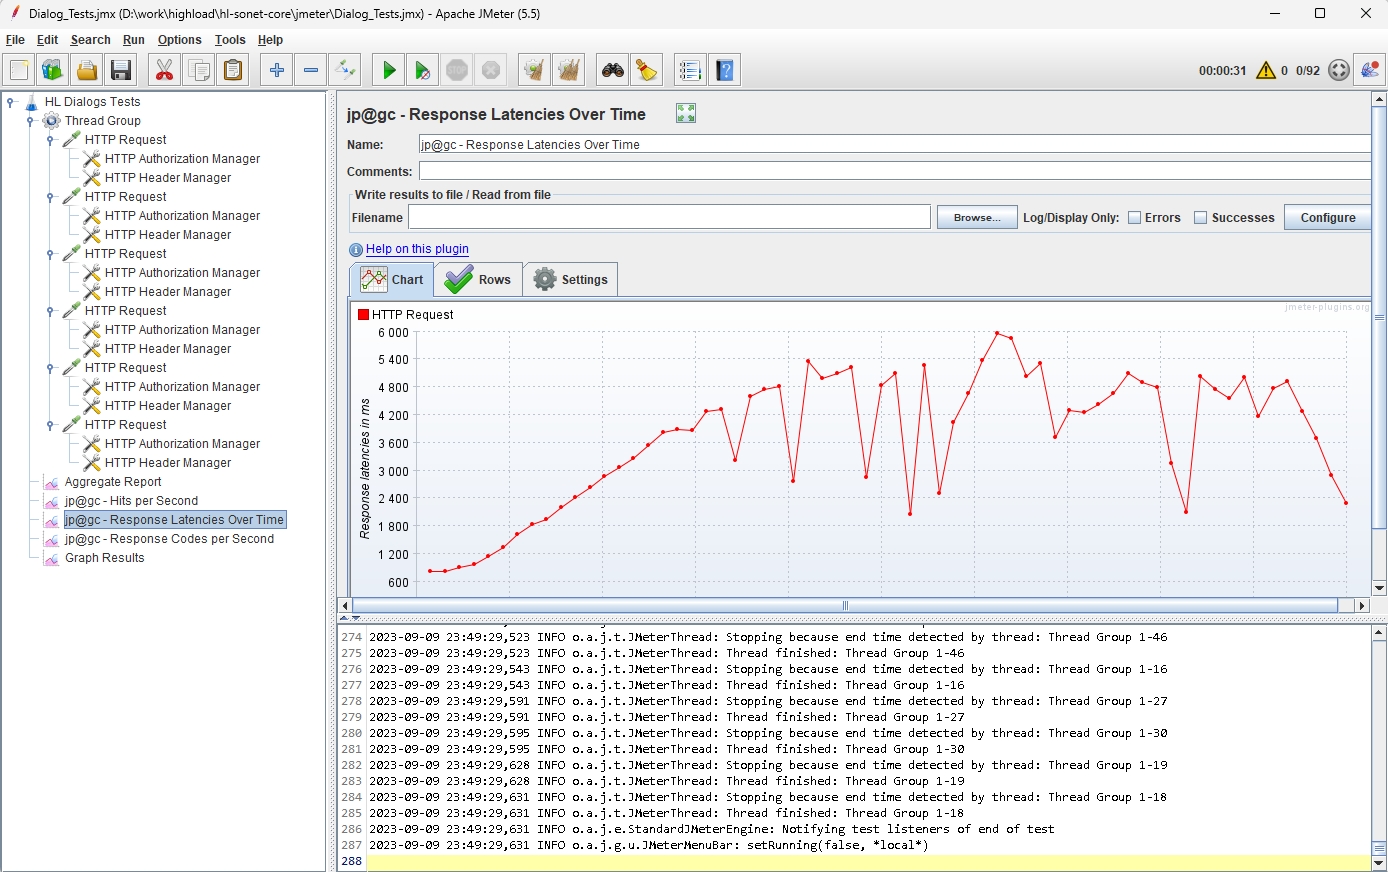 Dialog_Tests.jmx (D:\work\highload\hl-sonet-core\jmeter\Dialog_Tests.jmx) - Apache JMeter (5.5)
File Edit Search Run Options Tools Help
STOP
00:00:31 0 0/92
HL Dialogs Tests
Thread Group
HTTP Request
HTTP Authorization Manager
HTTP Header Manager
HTTP Request
HTTP Authorization Manager
HTTP Header Manager
HTTP Request
HTTP Authorization Manager
HTTP Header Manager
HTTP Request
HTTP Authorization Manager
HTTP Header Manager
HTTP Request
HTTP Authorization Manager
HTTP Header Manager
HTTP Request
HTTP Authorization Manager
HTTP Header Manager
Aggregate Report
jp@gc - Hits per Second
jp@gc - Response Latencies Over Time
jp@gc - Response Codes per Second
Graph Results
jp@gc - Response Latencies Over Time
Name: jp@gc - Response Latencies Over Time
Comments:
Write results to file / Read from file
Filename Browse... Log/Display Only: Errors Successes Configure
Help on this plugin
Chart Rows Settings
HTTP Request
jmeter-plugins.org
6 000
5 400
4 800
4 200
3 600
3 000
2 400
1 800
1 200
600
Response latencies in ms
274 2023-09-09 23:49:29,523 INFO o.a.j.t.JMeterThread: Stopping because end time detected by thread: Thread Group 1-46
275 2023-09-09 23:49:29,523 INFO o.a.j.t.JMeterThread: Thread finished: Thread Group 1-46
276 2023-09-09 23:49:29,543 INFO o.a.j.t.JMeterThread: Stopping because end time detected by thread: Thread Group 1-16
277 2023-09-09 23:49:29,543 INFO o.a.j.t.JMeterThread: Thread finished: Thread Group 1-16
278 2023-09-09 23:49:29,591 INFO o.a.j.t.JMeterThread: Stopping because end time detected by thread: Thread Group 1-27
279 2023-09-09 23:49:29,591 INFO o.a.j.t.JMeterThread: Thread finished: Thread Group 1-27
280 2023-09-09 23:49:29,595 INFO o.a.j.t.JMeterThread: Stopping because end time detected by thread: Thread Group 1-30
281 2023-09-09 23:49:29,595 INFO o.a.j.t.JMeterThread: Thread finished: Thread Group 1-30
282 2023-09-09 23:49:29,628 INFO o.a.j.t.JMeterThread: Stopping because end time detected by thread: Thread Group 1-19
283 2023-09-09 23:49:29,628 INFO o.a.j.t.JMeterThread: Thread finished: Thread Group 1-19
284 2023-09-09 23:49:29,631 INFO o.a.j.t.JMeterThread: Stopping because end time detected by thread: Thread Group 1-18
285 2023-09-09 23:49:29,631 INFO o.a.j.t.JMeterThread: Thread finished: Thread Group 1-18
286 2023-09-09 23:49:29,631 INFO o.a.j.e.StandardJMeterEngine: Notifying test listeners of end of test
287 2023-09-09 23:49:29,631 INFO o.a.j.g.u.JMeterMenuBar: setRunning(false, *local*)
288